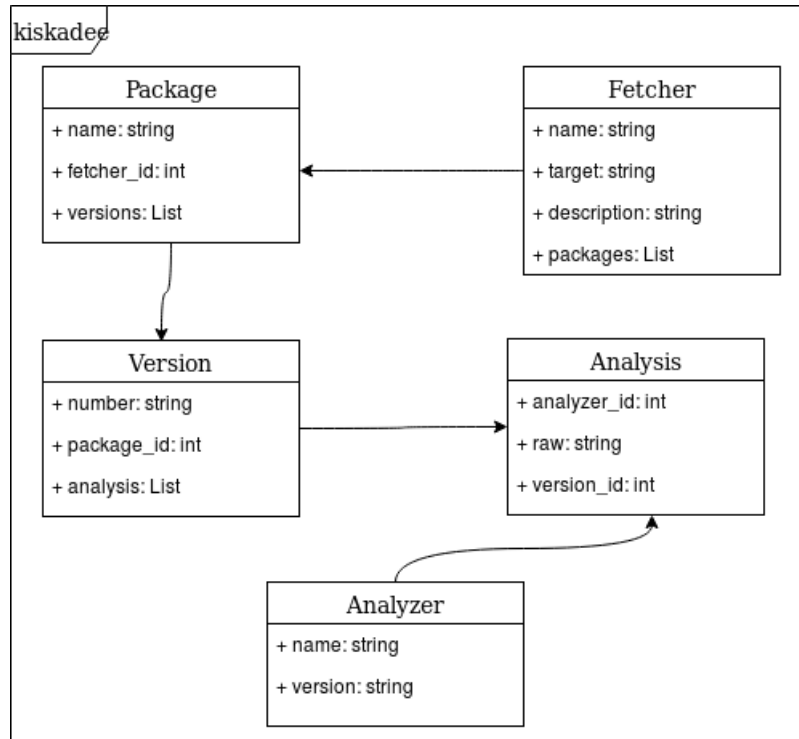 kiskadee
Package
+ name: string
+ fetcher_id: int
+ versions: List
Fetcher
+ name: string
+ target: string
+ description: string
+ packages: List
Version
+ number: string
+ package_id: int
+ analysis: List
Analysis
+ analyzer_id: int
+ raw: string
+ version_id: int
Analyzer
+ name: string
+ version: string